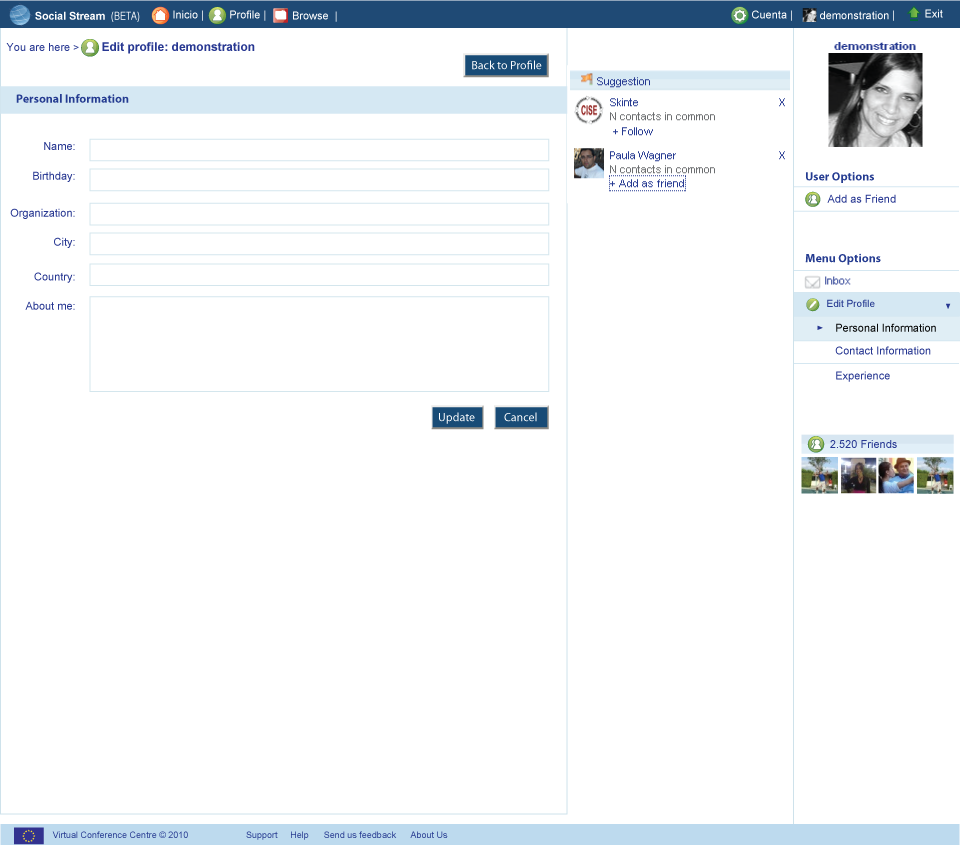 Social Stream (BETA) Inicio | Profile | Browse |
Cuenta | demonstration | Exit
You are here > Edit profile: demonstration
Back to Profile
Personal Information
Name:
Birthday:
Organization:
City:
Country:
About me:
Update Cancel
Suggestion
CISE
Skinte X
N contacts in common
+ Follow
Paula Wagner X
N contacts in common
+ Add as friend
demonstration
User Options
Add as Friend
Menu Options
Inbox
Edit Profile
Personal Information
Contact Information
Experience
2.520 Friends
Virtual Conference Centre © 2010 Support Help Send us feedback About Us